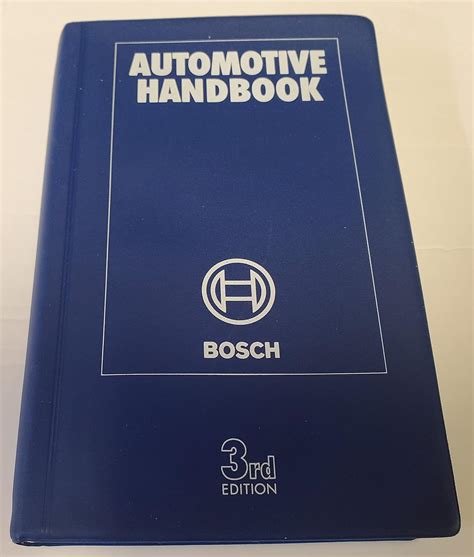 AUTOMOTIVE
HANDBOOK
BOSCH
3rd
EDITION